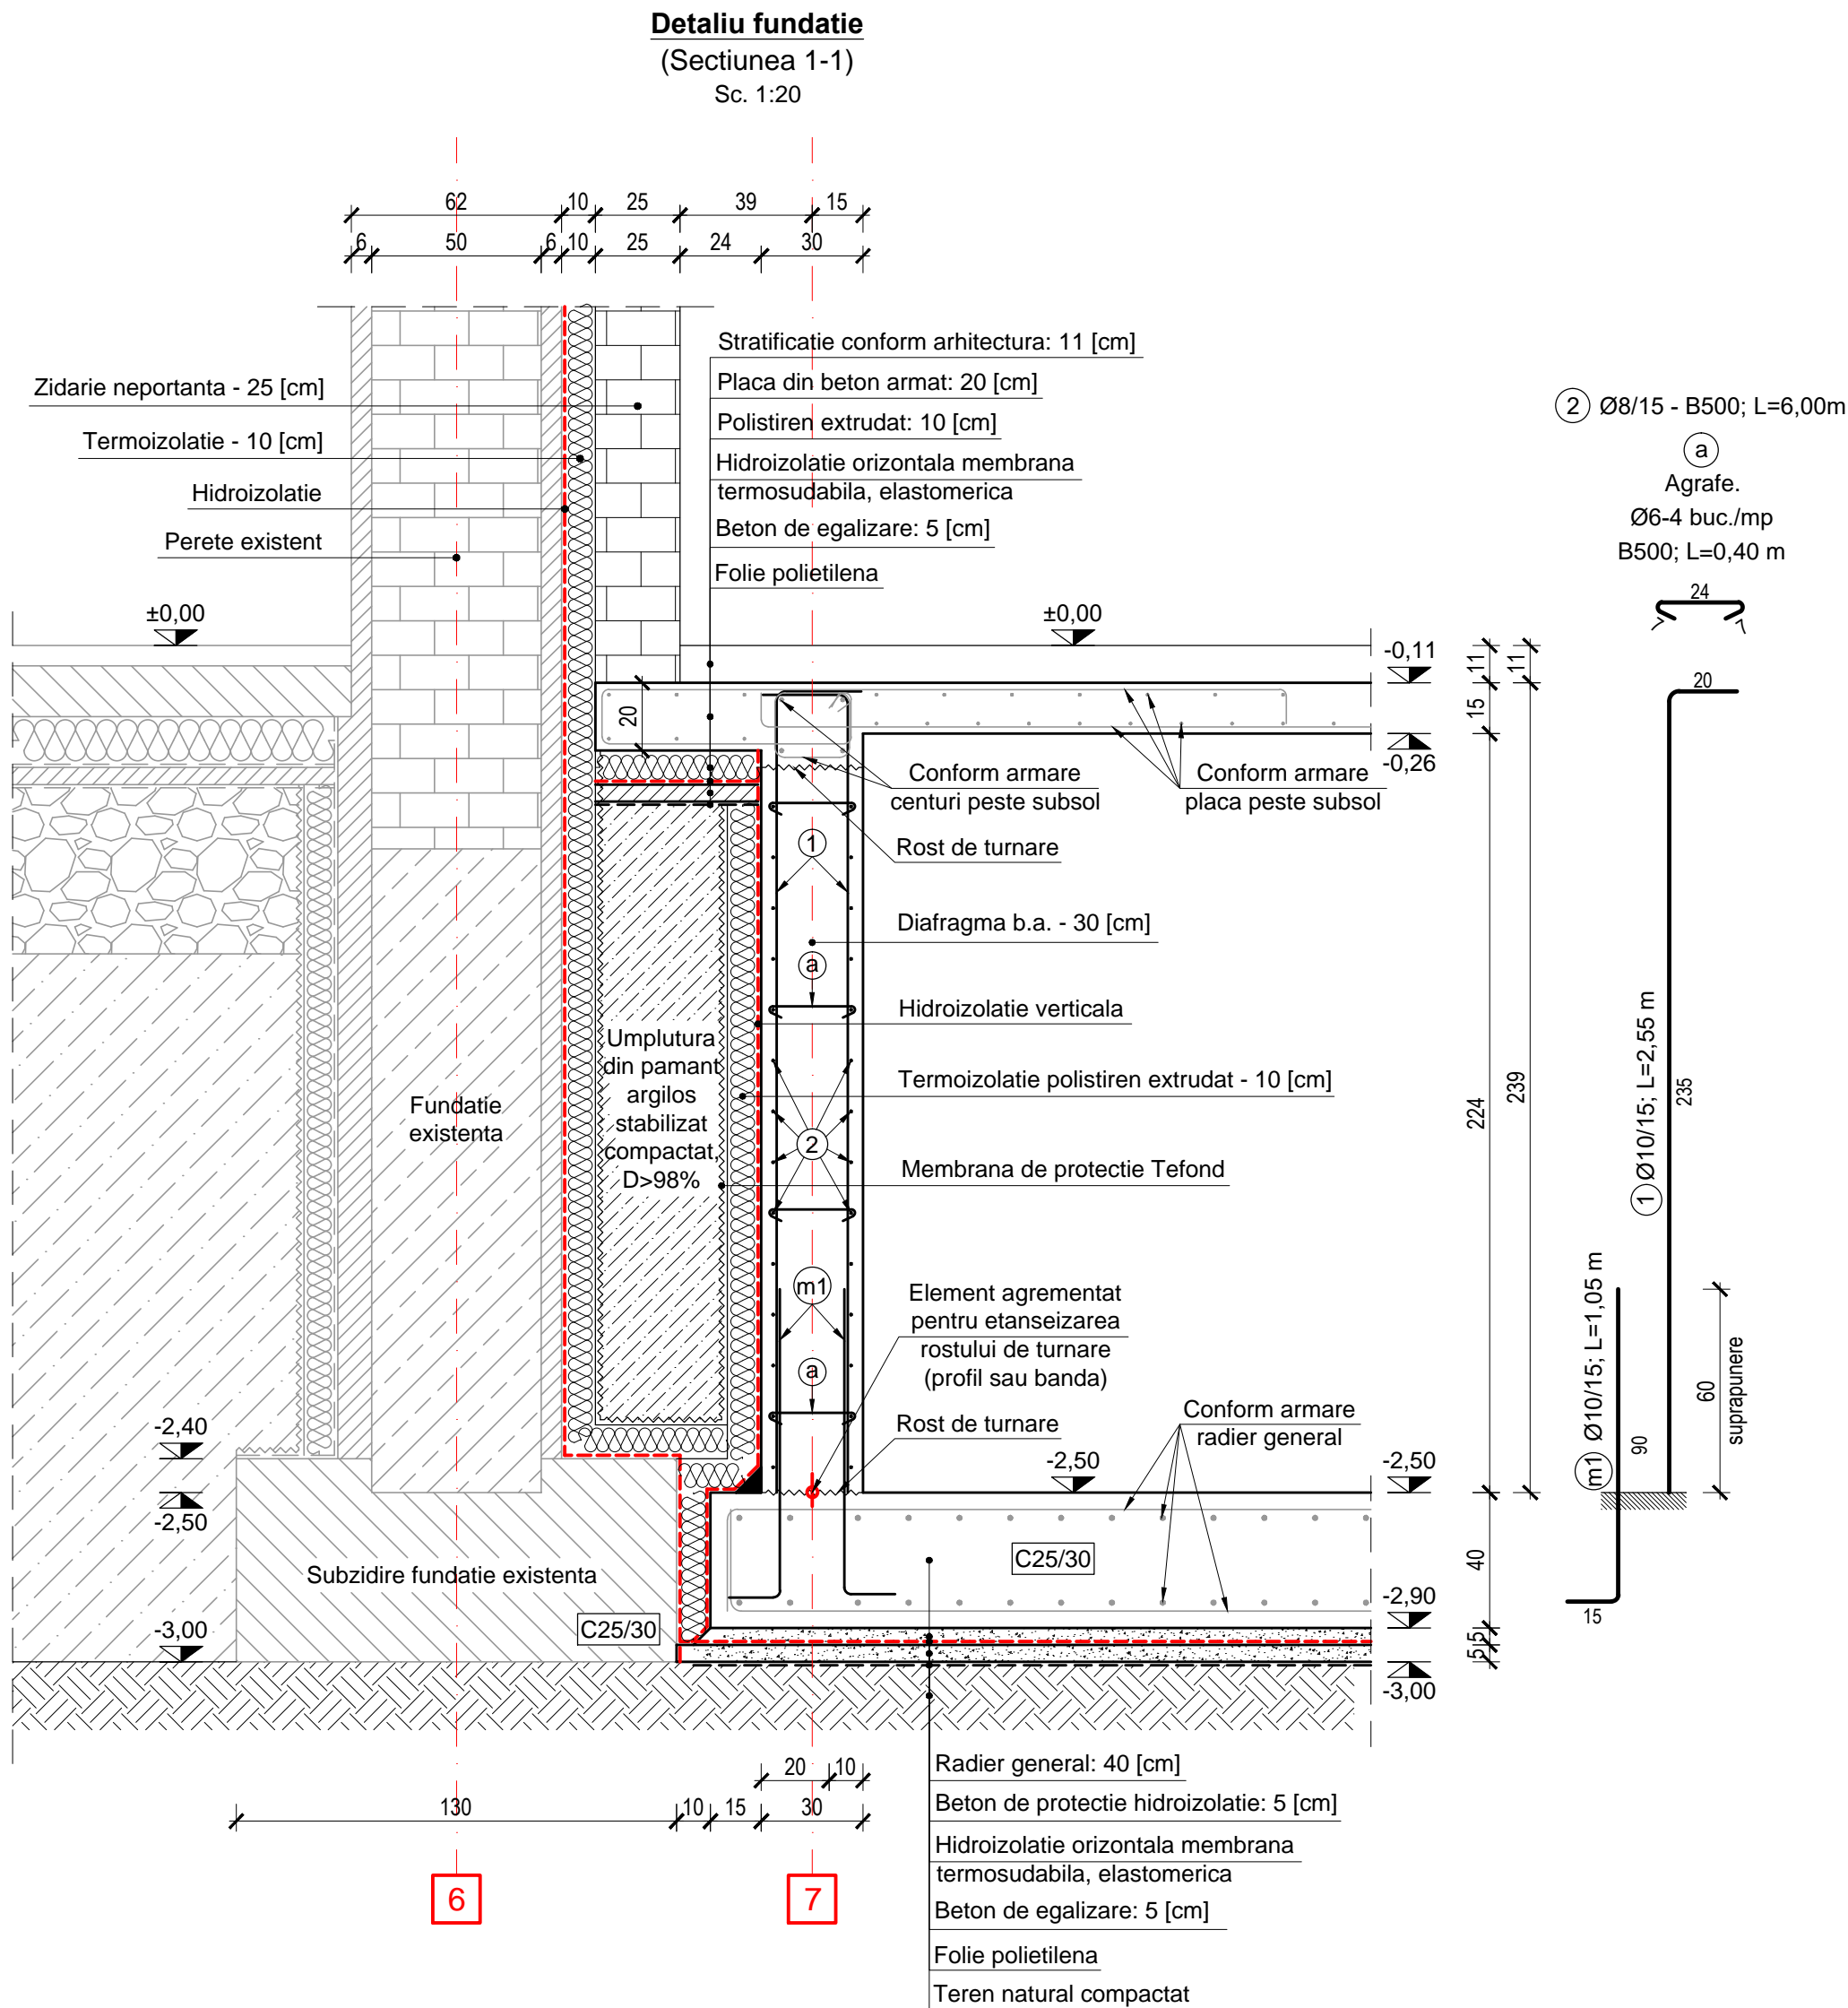 Detaliu fundatie
(Sectiunea 1-1)
Sc. 1:20
62 10 25 39 15
6 50 6 10 25 24 30
Stratificatie conform arhitectura: 11 [cm]
Placa din beton armat: 20 [cm]
Polistiren extrudat: 10 [cm]
Hidroizolatie orizontala membrana
termosudabila, elastomerica
Beton de egalizare: 5 [cm]
Folie polietilena
Zidarie neportanta - 25 [cm]
Termoizolatie - 10 [cm]
Hidroizolatie
Perete existent
2 Ø8/15 - B500; L=6,00m
a
Agrafe.
Ø6-4 buc./mp
B500; L=0,40 m
24
7 7
±0,00
±0,00
-0,11
11
11
20
20
15
-0,26
Conform armare
centuri peste subsol
Conform armare
placa peste subsol
1
Rost de turnare
Diafragma b.a. - 30 [cm]
a
Hidroizolatie verticala
Umplutura
din pamant
argilos
stabilizat
compactat,
D>98%
Termoizolatie polistiren extrudat - 10 [cm]
Fundatie
existenta
2
Membrana de protectie Tefond
224
239
1 Ø10/15; L=2,55 m
235
m1
a
Element agrementat
pentru etanseizarea
rostului de turnare
(profil sau banda)
Rost de turnare
Conform armare
radier general
m1 Ø10/15; L=1,05 m
90
60
suprapunere
15
-2,40
-2,50
-2,50
-2,50
Subzidire fundatie existenta
C25/30
C25/30
40
-2,90
5 5
-3,00
-3,00
20 10
130 10 15 30
6
7
Radier general: 40 [cm]
Beton de protectie hidroizolatie: 5 [cm]
Hidroizolatie orizontala membrana
termosudabila, elastomerica
Beton de egalizare: 5 [cm]
Folie polietilena
Teren natural compactat